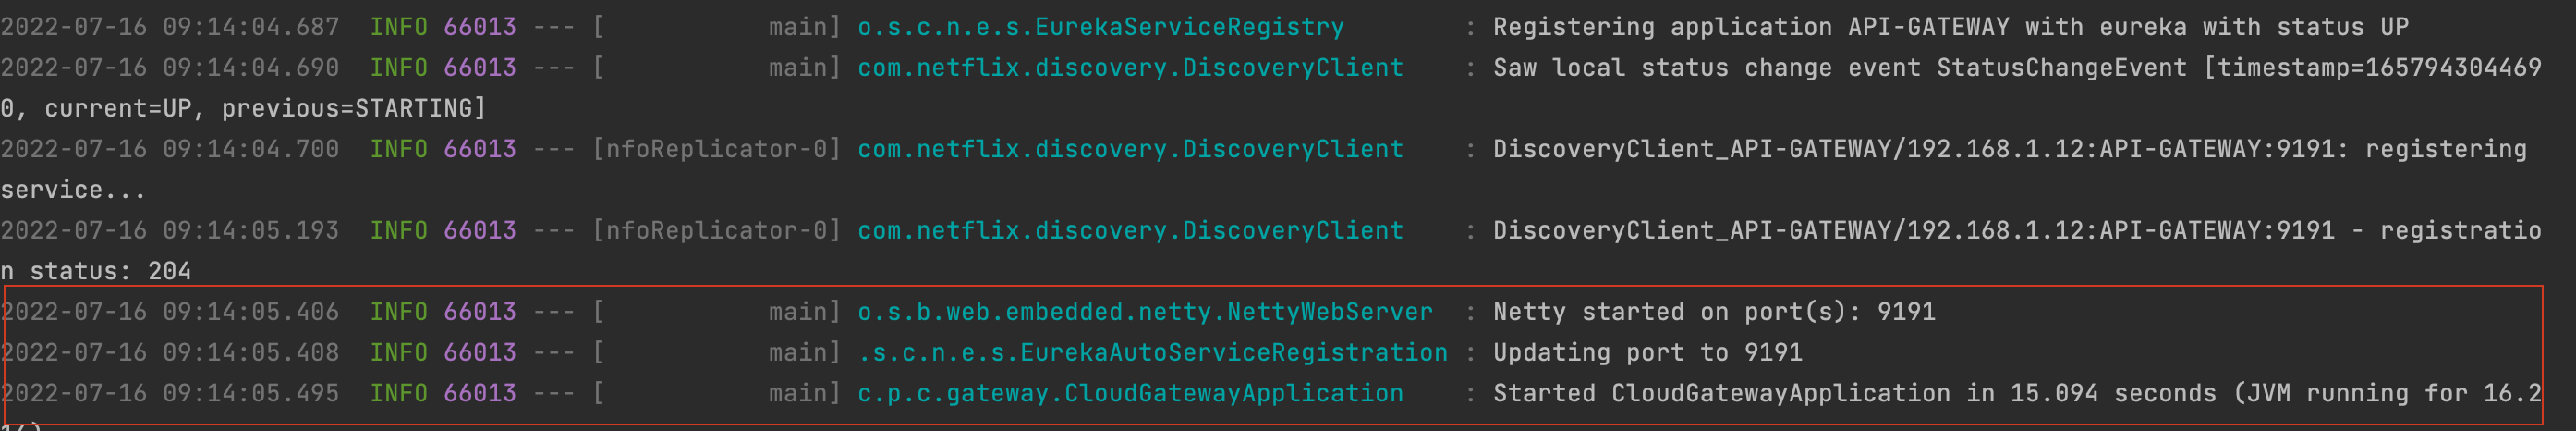 2022-07-16 09:14:04.687  INFO 66013 --- [           main] o.s.c.n.e.s.EurekaServiceRegistry        : Registering application API-GATEWAY with eureka with status UP
2022-07-16 09:14:04.690  INFO 66013 --- [           main] com.netflix.discovery.DiscoveryClient    : Saw local status change event StatusChangeEvent [timestamp=165794304469
0, current=UP, previous=STARTING]
2022-07-16 09:14:04.700  INFO 66013 --- [nfoReplicator-0] com.netflix.discovery.DiscoveryClient    : DiscoveryClient_API-GATEWAY/192.168.1.12:API-GATEWAY:9191: registering
service...
2022-07-16 09:14:05.193  INFO 66013 --- [nfoReplicator-0] com.netflix.discovery.DiscoveryClient    : DiscoveryClient_API-GATEWAY/192.168.1.12:API-GATEWAY:9191 - registratio
n status: 204
2022-07-16 09:14:05.406  INFO 66013 --- [           main] o.s.b.web.embedded.netty.NettyWebServer  : Netty started on port(s): 9191
2022-07-16 09:14:05.408  INFO 66013 --- [           main] .s.c.n.e.s.EurekaAutoServiceRegistration : Updating port to 9191
2022-07-16 09:14:05.495  INFO 66013 --- [           main] c.p.c.gateway.CloudGatewayApplication    : Started CloudGatewayApplication in 15.094 seconds (JVM running for 16.2